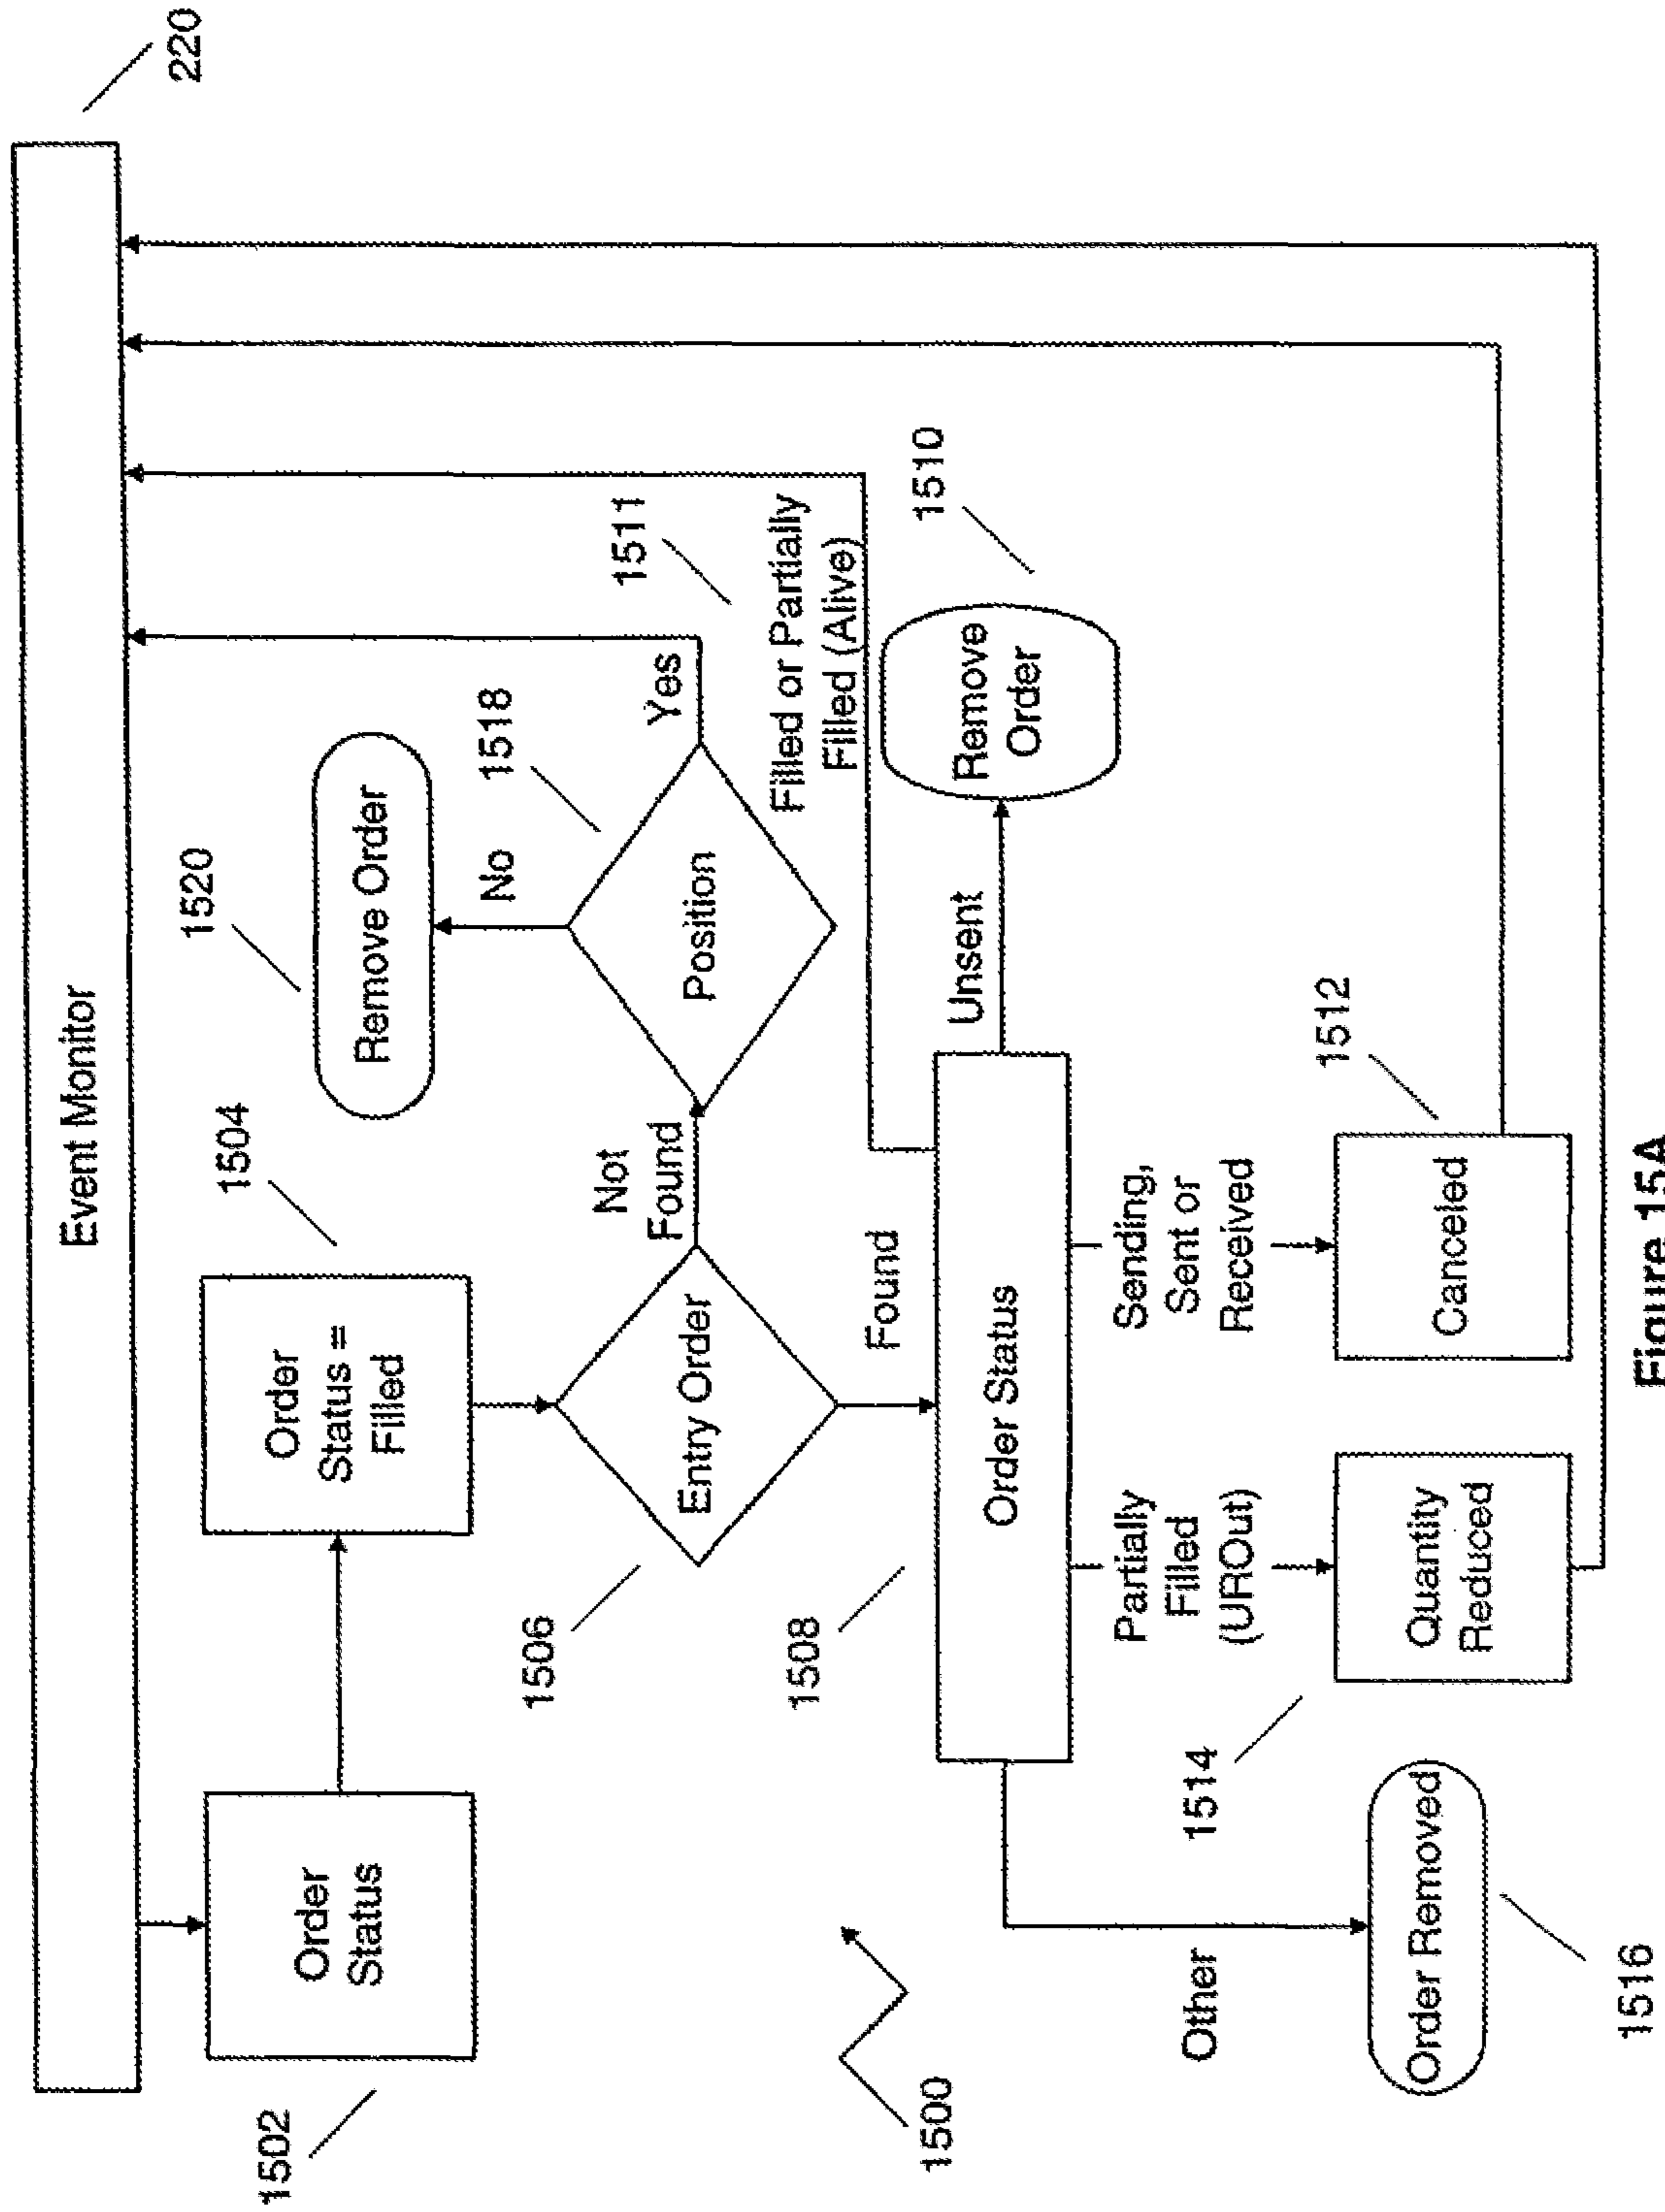 Event Monitor
220
Order
Status
1502
Order
Status =
Filled
1504
Remove Order
1520
Entry Order
1506
Not
Found
Position
1518
No
Yes
Found
Filled or Partially
Filled (Alive)
1511
Order Status
1508
Unsent
Remove
Order
1510
Other
Partially
Filled
(UROut)
Sending,
Sent or
Received
Order Removed
1516
Quantity
Reduced
1514
Canceled
1512
1500
Figure 15A